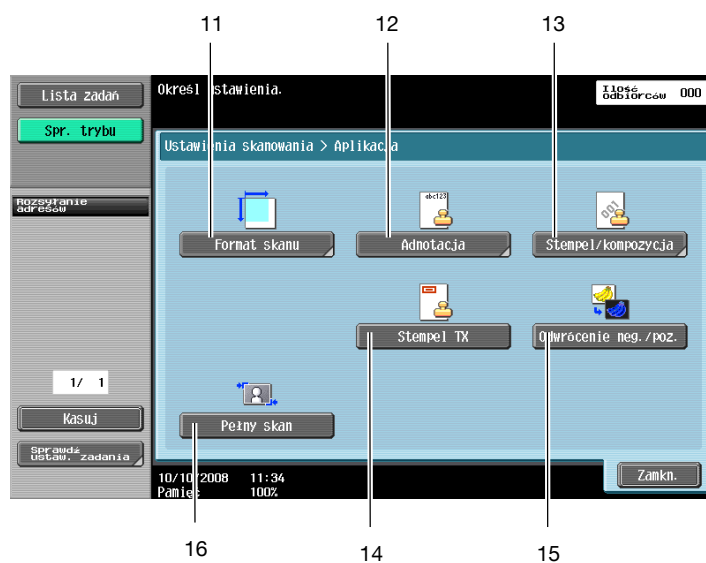 11
12
13
Lista zadań
Spr. trybu
Określ ustawienia.
Ilość
odbiorców 000
Ustawienia skanowania > Aplikacja
Rozsyłanie
adresów
abc123
001
Format skanu
Adnotacja
Stempel/kompozycja
Stempel TX
Odwrócenie neg./poz.
1/ 1
Kasuj
Pełny skan
Sprawdź
ustaw. zadania
10/10/2008 11:34
Pamięć 100%
Zamkn.
16
14
15